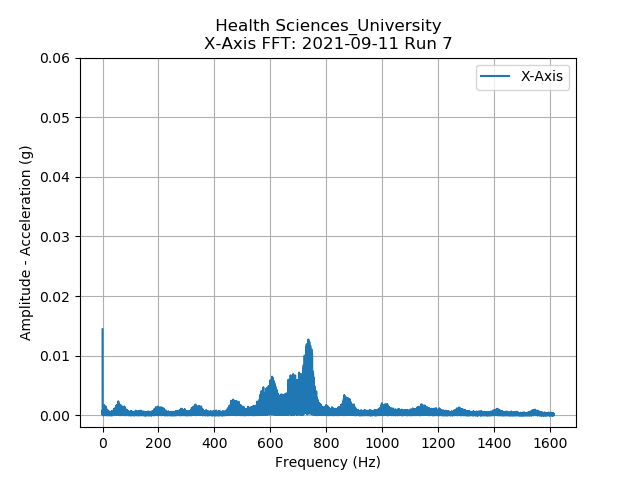 Health Sciences_University
X-Axis FFT: 2021-09-11 Run 7
X-Axis
Amplitude - Acceleration (g)
0.06
0.05
0.04
0.03
0.02
0.01
0.00
0 200 400 600 800 1000 1200 1400 1600
Frequency (Hz)